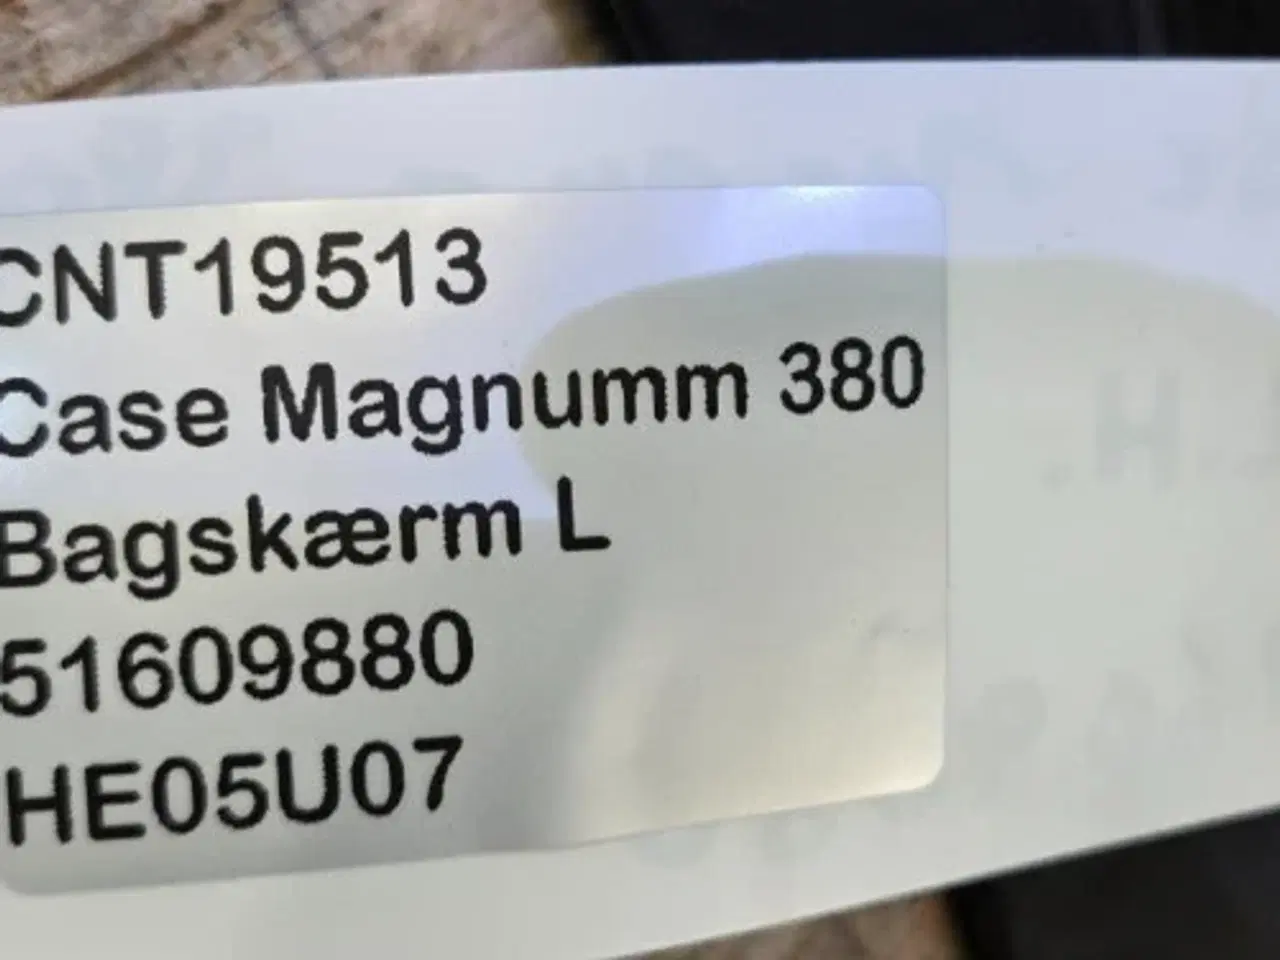 CNT19513
Case Magnumm 380
Bagskærm L
51609880
HE05U07